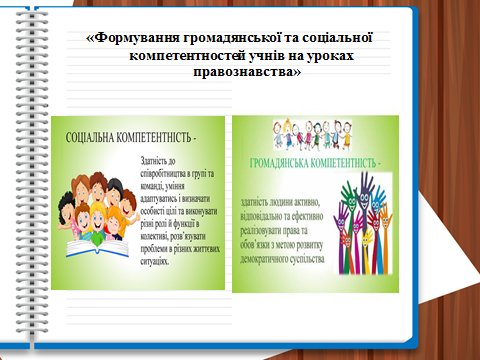 «Формування громадянської та соціальної
компетентностей учнів на уроках
правознавства»
СОЦІАЛЬНА КОМПЕТЕНТНІСТЬ -
Здатність до
співробітництва в групі та
команді, уміння
адаптуватись і визначати
особисті цілі та виконувати
різні ролі й функції в
колективі, розв'язувати
проблеми в різних життєвих
ситуаціях.
ГРОМАДЯНСЬКА КОМПЕТЕНТНІСТЬ -
здатність людини активно,
відповідально та ефективно
реалізовувати права та
обов'язки з метою розвитку
демократичного суспільства